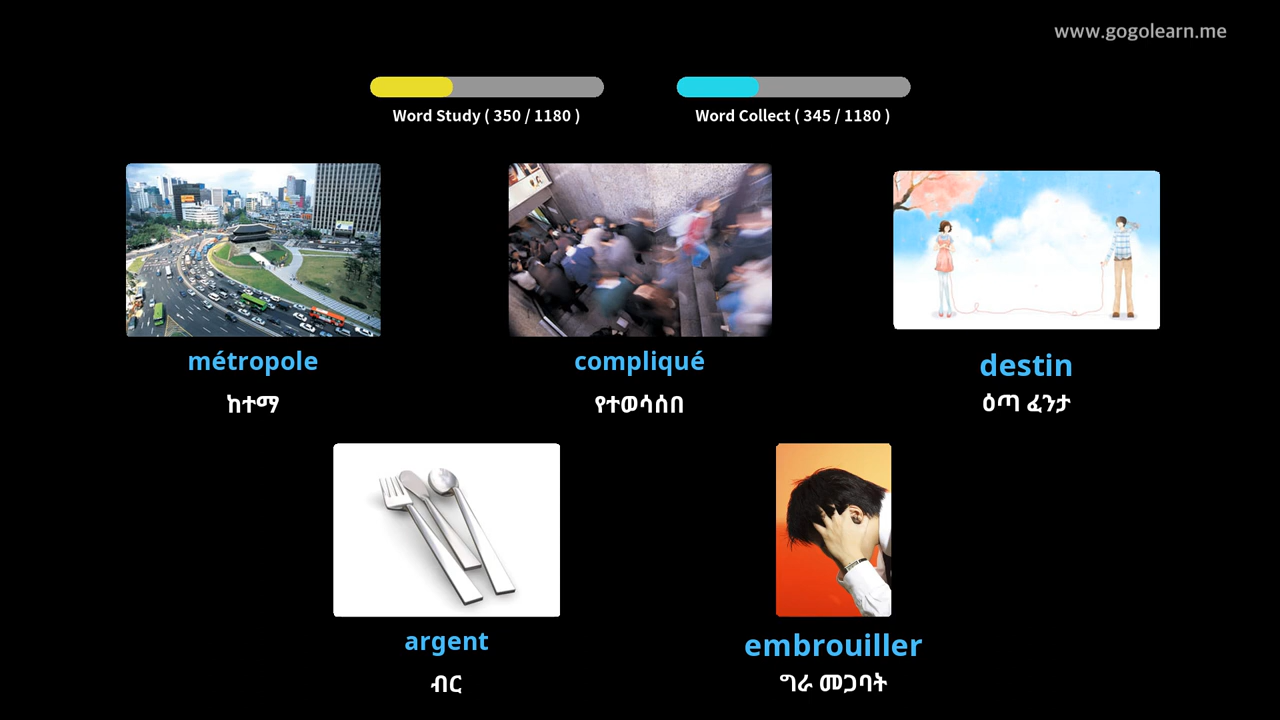 www.gogolearn.me
Word Study ( 350 / 1180 )
Word Collect ( 345 / 1180 )
métropole
ከተማ
compliqué
የተወሳሰበ
destin
ዕጣ ፈንታ
argent
ብር
embrouiller
ግራ መጋባት